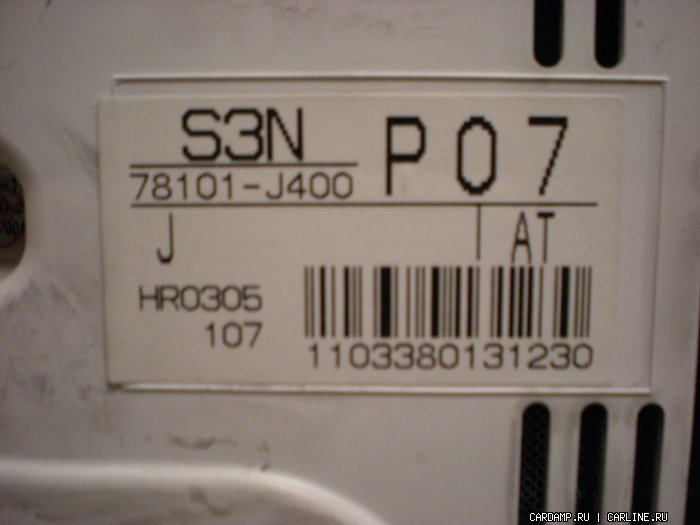 S3N P07
78101-J400
J AT
HR0305
107
1103380131230
CARDAMP.RU | CARLINE.RU